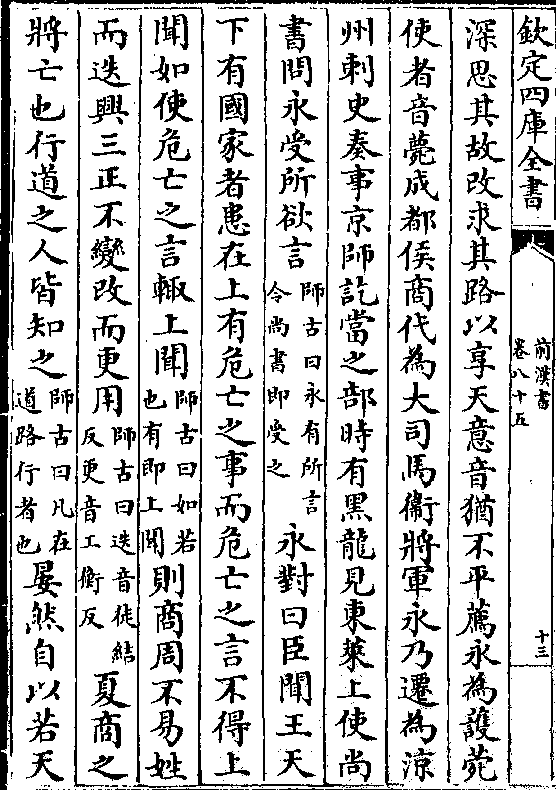 欽定四庫全書
前漢書
卷八十五
十三
深思其故改求其路以享天意音猶不平薦永為護菀
使者音薨成都侯商代為大司馬衞將軍永乃遷為涼
州刺史奏事京師訖當之部時有黑龍見東萊上使尚
書問永受所欲言師古曰永有所言
令尚書即受之永對曰臣聞王天
下有國家者患在上有危亡之事而危亡之言不得上
聞如使危亡之言輙上聞師古曰如若
也有即上聞則商周不易姓
而迭興三正不變改而更用師古曰迭音徒結
反更音工衡反夏商之
將亡也行道之人皆知之師古曰凡在
道路行者也晏然自以若天